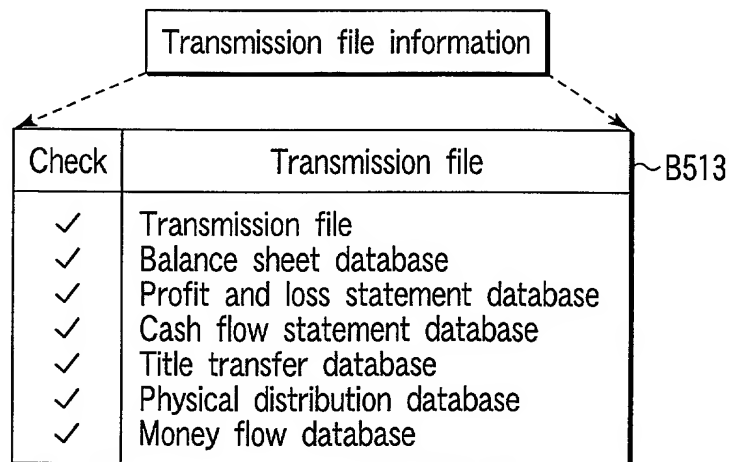 Transmission file information
Check Transmission file
B513
✓ Transmission file
✓ Balance sheet database
✓ Profit and loss statement database
✓ Cash flow statement database
✓ Title transfer database
✓ Physical distribution database
✓ Money flow database